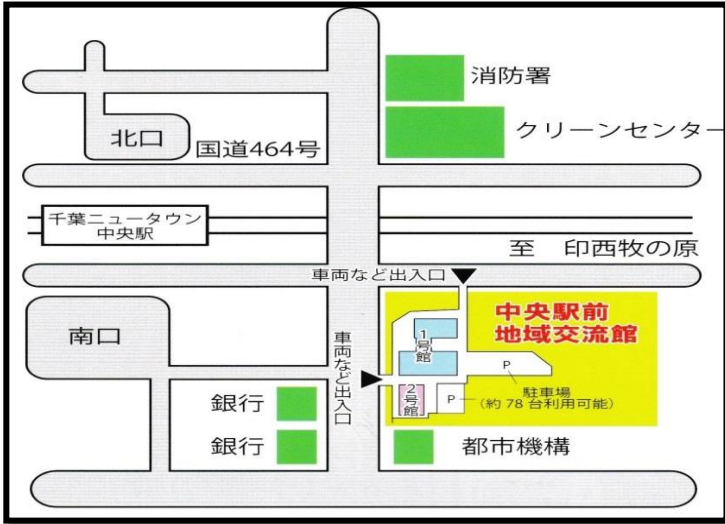 消防署
クリーンセンター
北口
国道464号
千葉ニュータウン
中央駅
至 印西牧の原
車両など出入口
中央駅前
地域交流館
南口
車両など出入口
1号館
P
駐車場
(約78台利用可能)
2号館
P
銀行
銀行
都市機構